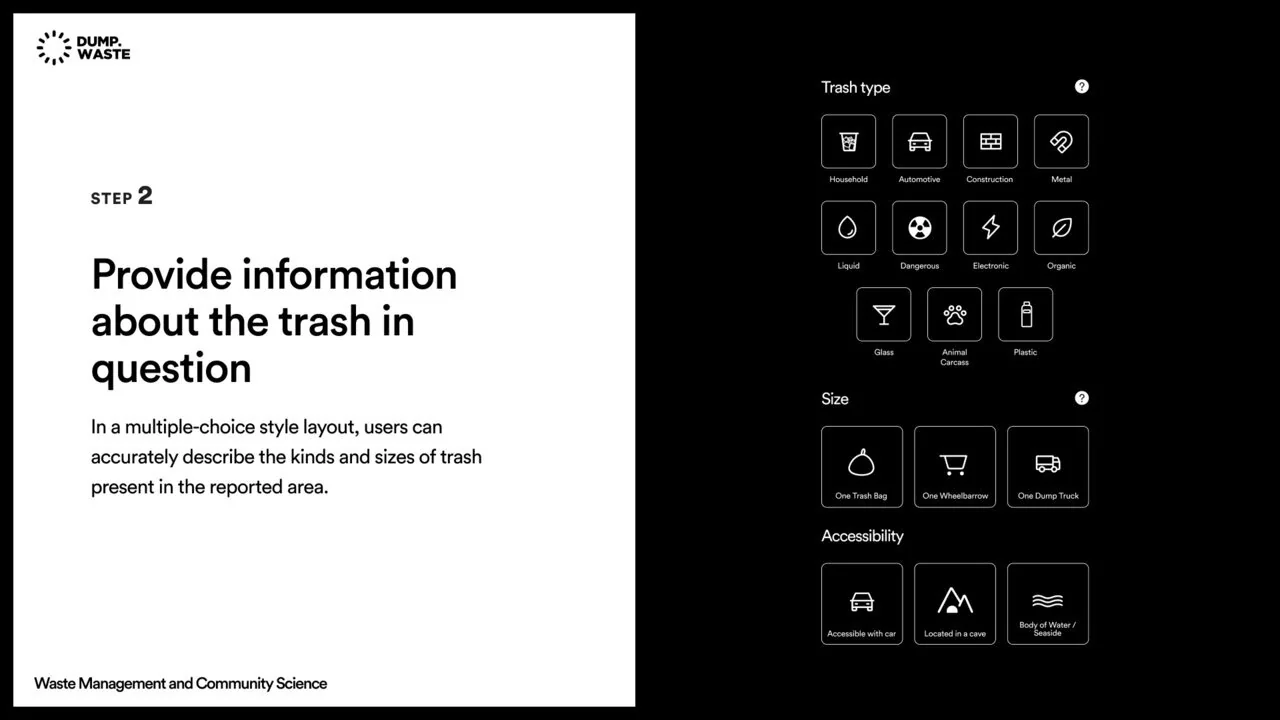 DUMP.
WASTE
STEP 2
Provide information
about the trash in
question
In a multiple-choice style layout, users can
accurately describe the kinds and sizes of trash
present in the reported area.
Waste Management and Community Science
Trash type
?
Household
Automotive
Construction
Metal
Liquid
Dangerous
Electronic
Organic
Glass
Animal
Carcass
Plastic
Size
?
One Trash Bag
One Wheelbarrow
One Dump Truck
Accessibility
Accessible with car
Located in a cave
Body of Water /
Seaside